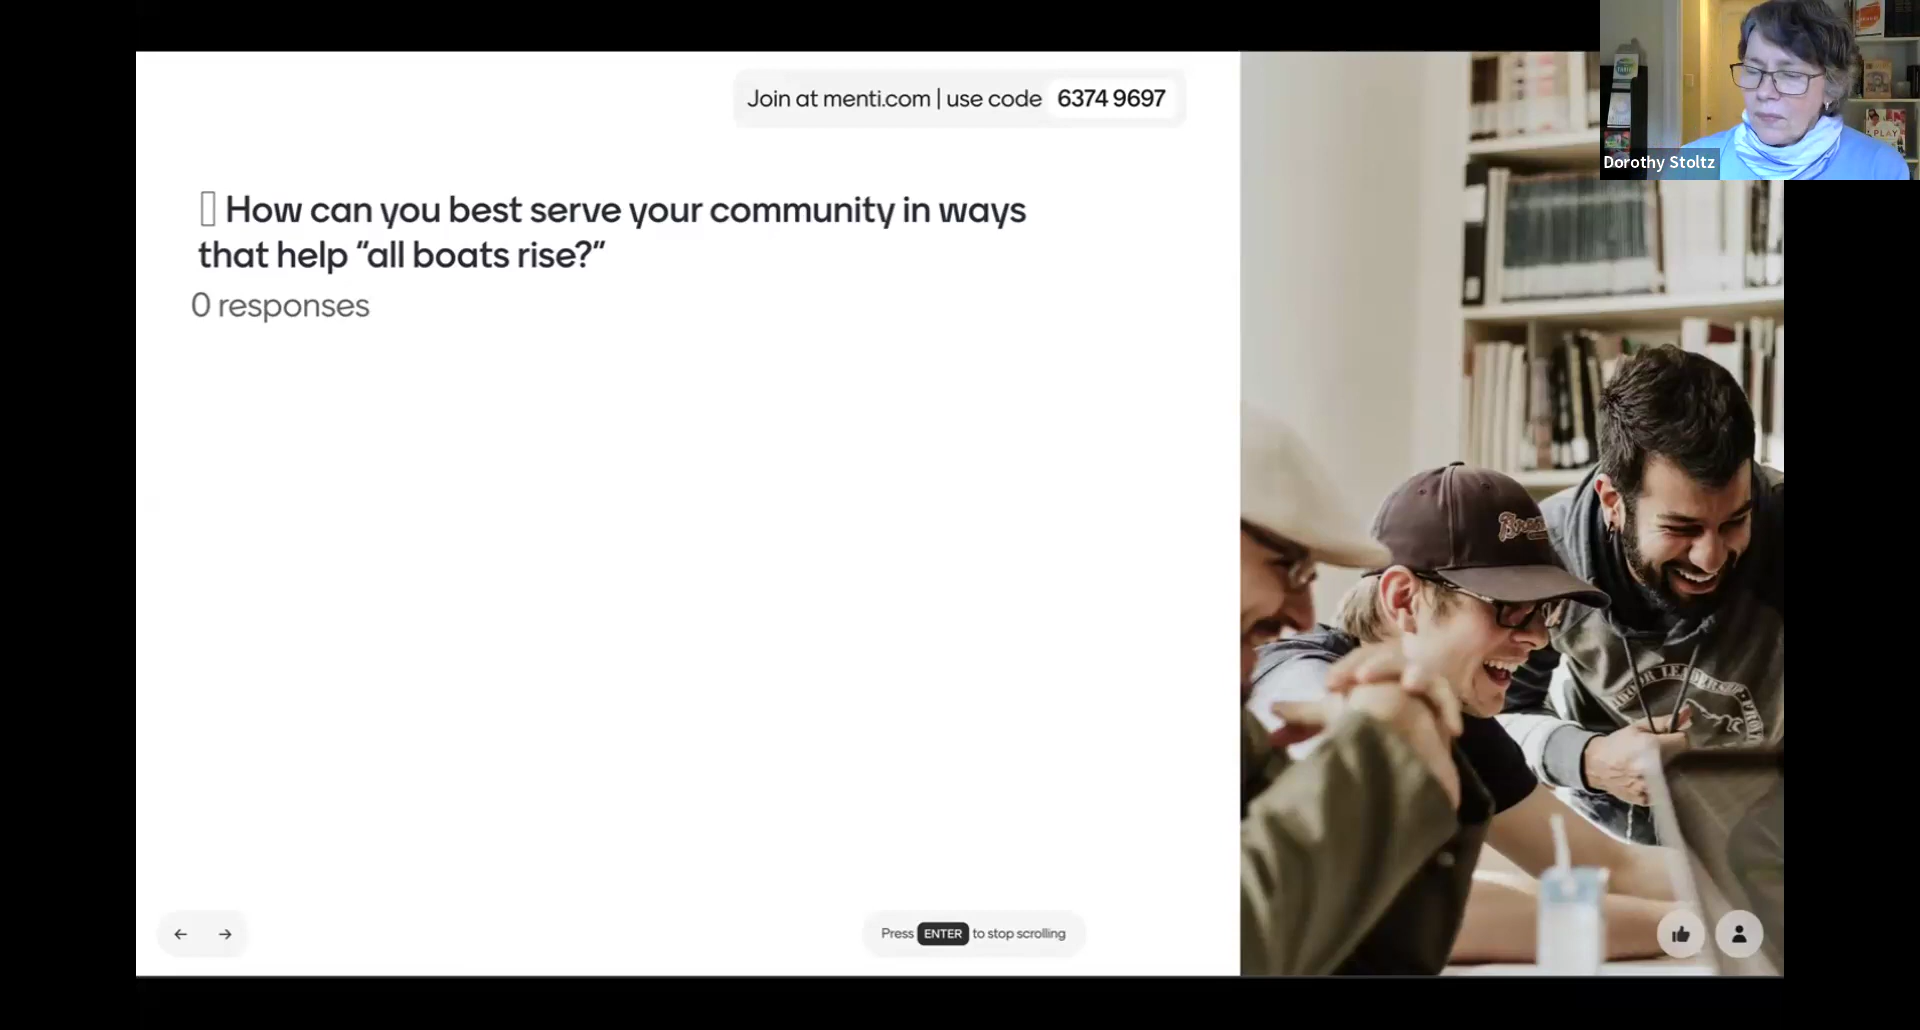 Join at menti.com | use code 6374 9697
Dorothy Stoltz
PLAY
How can you best serve your community in ways
that help "all boats rise?"
0 responses
Press ENTER to stop scrolling